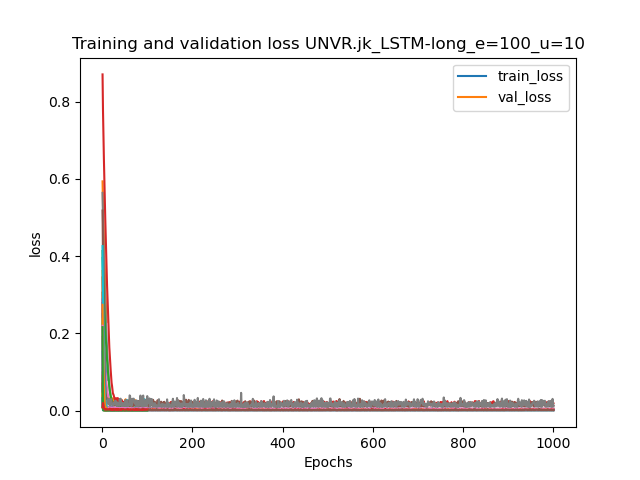 Training and validation loss UNVR.jk_LSTM-long_e=100_u=10
train_loss
val_loss
0.8
0.6
0.4
0.2
0.0
loss
0
200
400
600
800
1000
Epochs